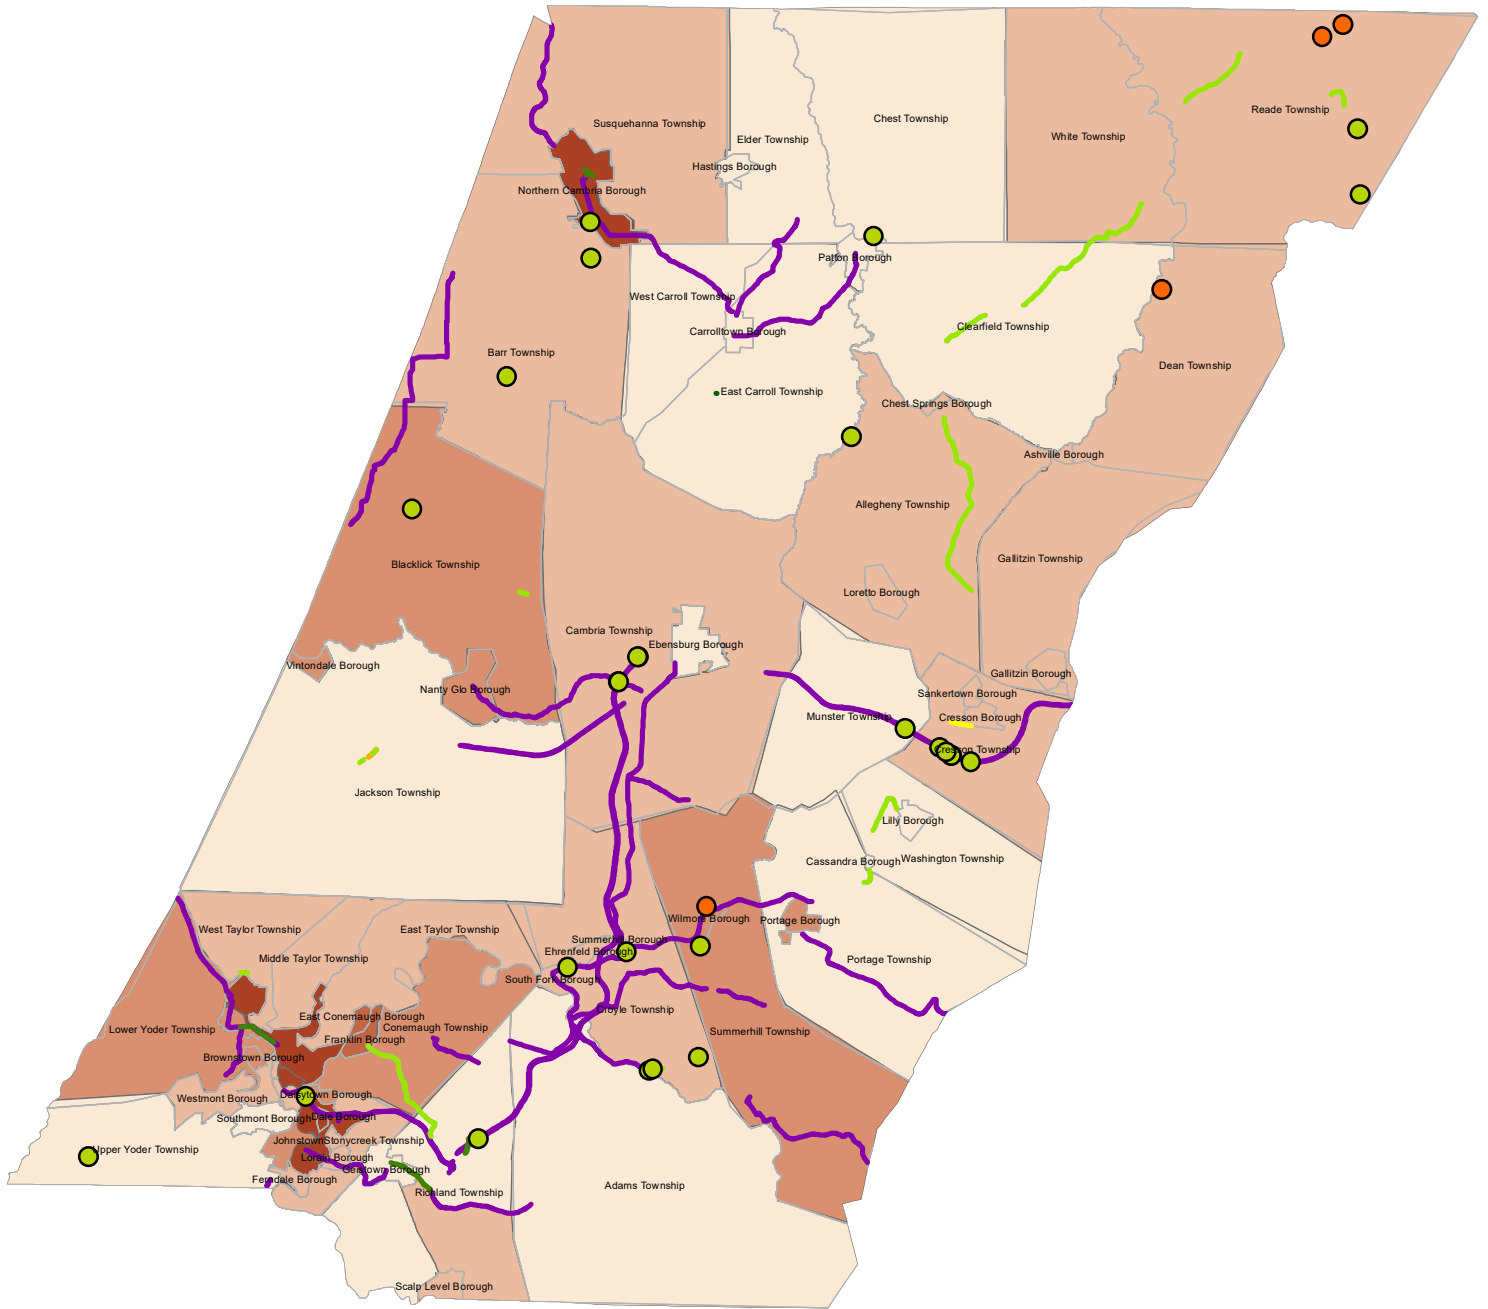 Susquehanna Township
Elder Township
Chest Township
White Township
Reade Township
Hastings Borough
Northern Cambria Borough
Patton Borough
West Carroll Township
Carrolltown Borough
Clearfield Township
Barr Township
Dean Township
East Carroll Township
Chest Springs Borough
Ashville Borough
Allegheny Township
Gallitzin Township
Blacklick Township
Loretto Borough
Cambria Township
Ebensburg Borough
Vintondale Borough
Gallitzin Borough
Nanty Glo Borough
Sankertown Borough
Munster Township
Cresson Borough
Cresson Township
Jackson Township
Lilly Borough
Cassandra Borough
Washington Township
Wilmore Borough
Portage Borough
West Taylor Township
East Taylor Township
Summerhill Borough
Ehrenfeld Borough
Middle Taylor Township
Portage Township
South Fork Borough
Croyle Township
East Conemaugh Borough
Lower Yoder Township
Conemaugh Township
Summerhill Township
Franklin Borough
Brownstown Borough
Daisytown Borough
Westmont Borough
Southmont Borough
Dale Borough
Johnstown
Stonycreek Township
Upper Yoder Township
Lorain Borough
Geistown Borough
Ferndale Borough
Richland Township
Adams Township
Scalp Level Borough